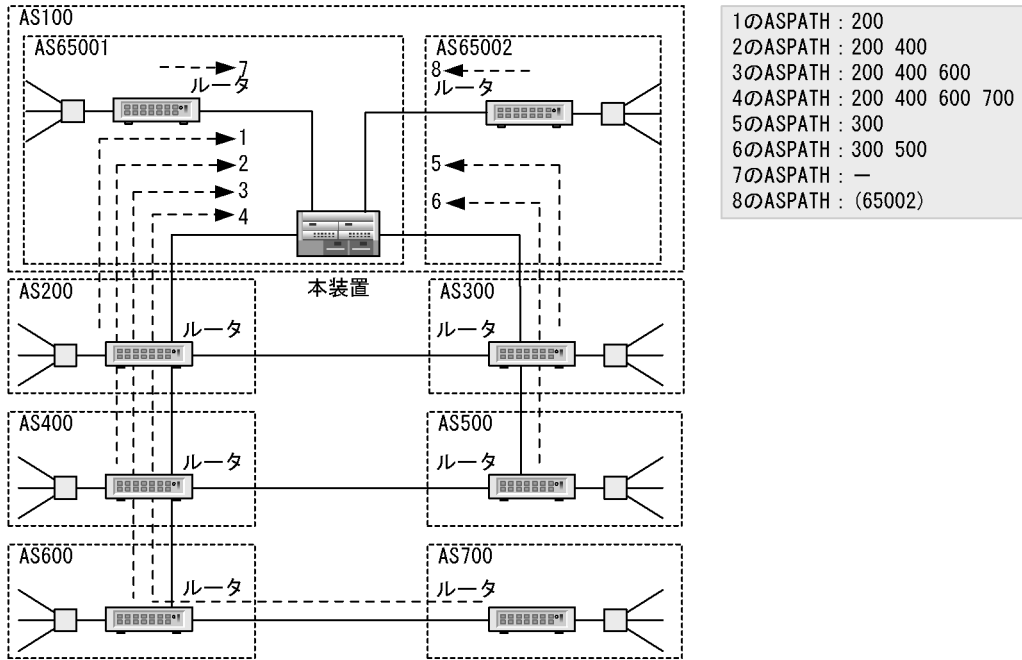 AS100
AS65001
AS65002
7
8
ルータ
ルータ
1
2
3
4
5
6
本装置
AS200
AS300
ルータ
ルータ
AS400
AS500
ルータ
ルータ
AS600
AS700
ルータ
ルータ
1のASPATH : 200
2のASPATH : 200 400
3のASPATH : 200 400 600
4のASPATH : 200 400 600 700
5のASPATH : 300
6のASPATH : 300 500
7のASPATH : －
8のASPATH : (65002)